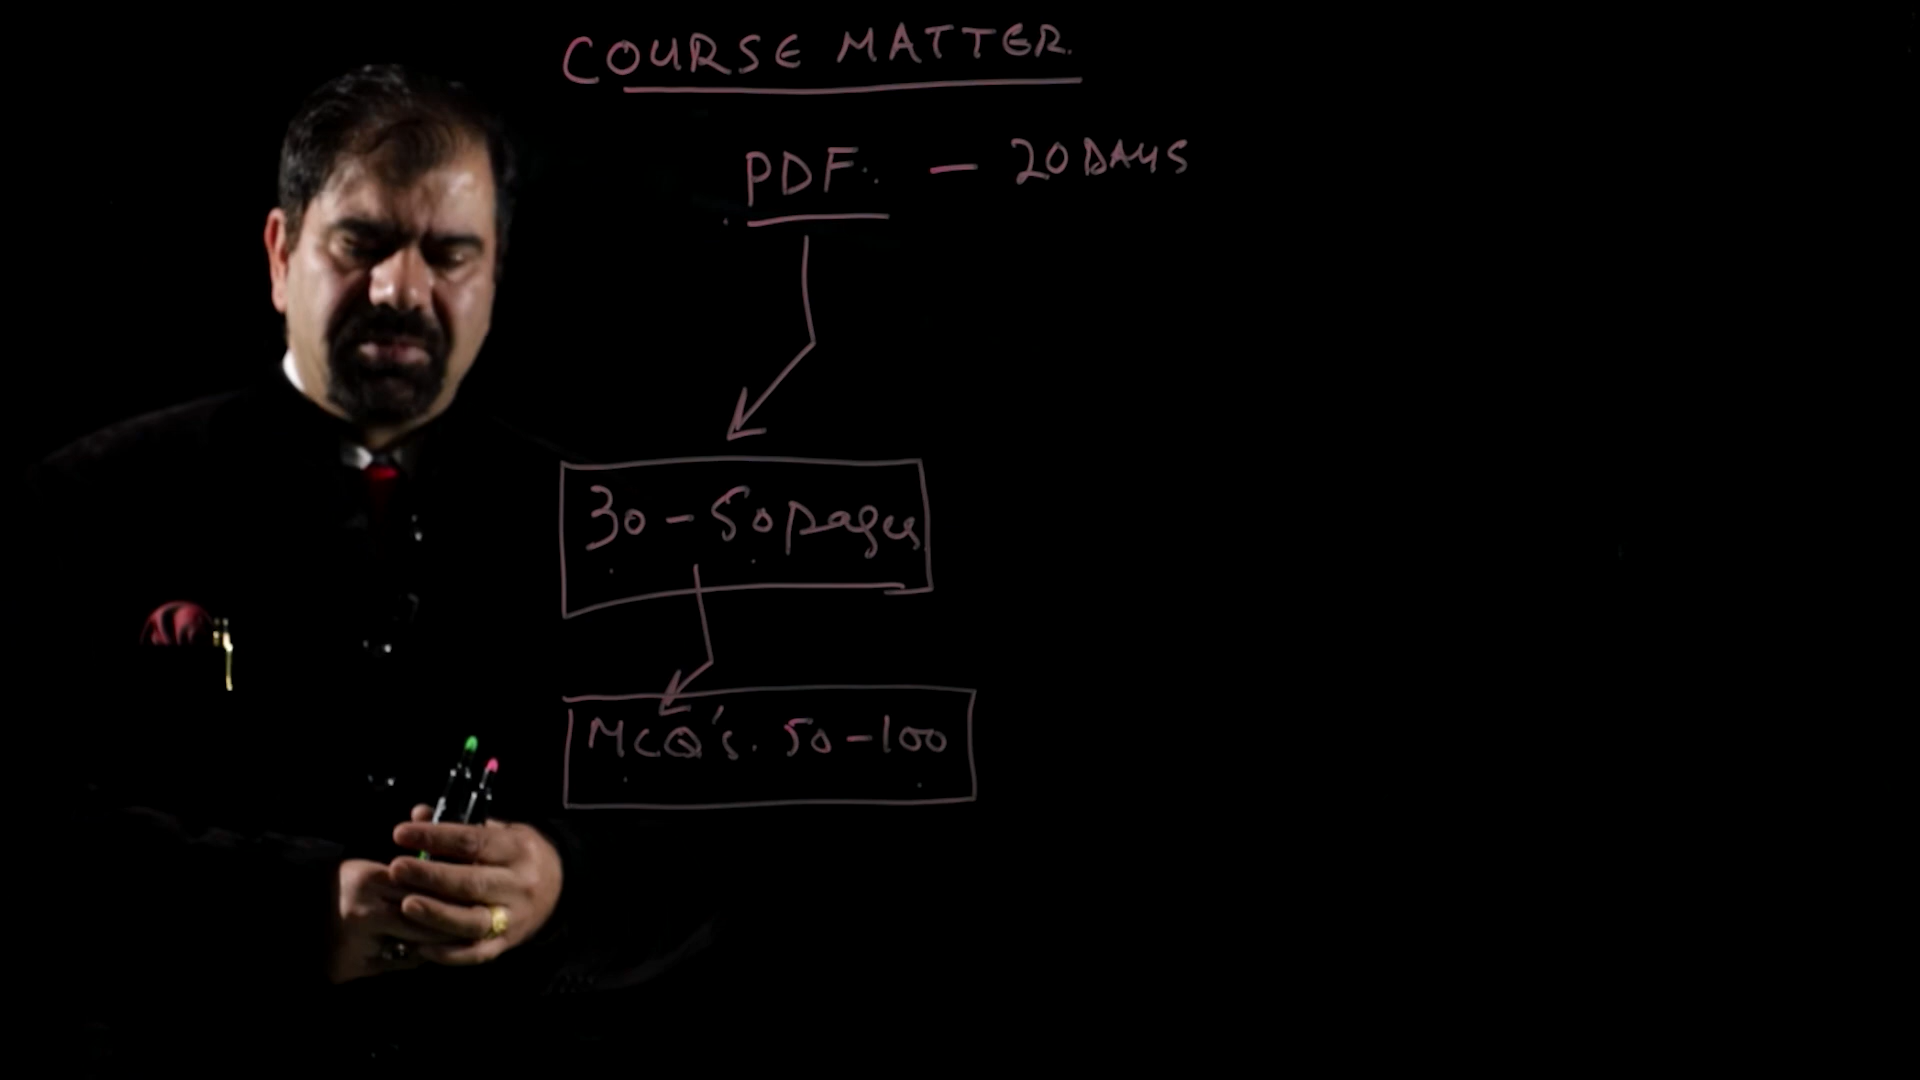 COURSE MATTER.
PDF. - 20 DAYS
30 - 50 pages
MCQ's. 50 - 100